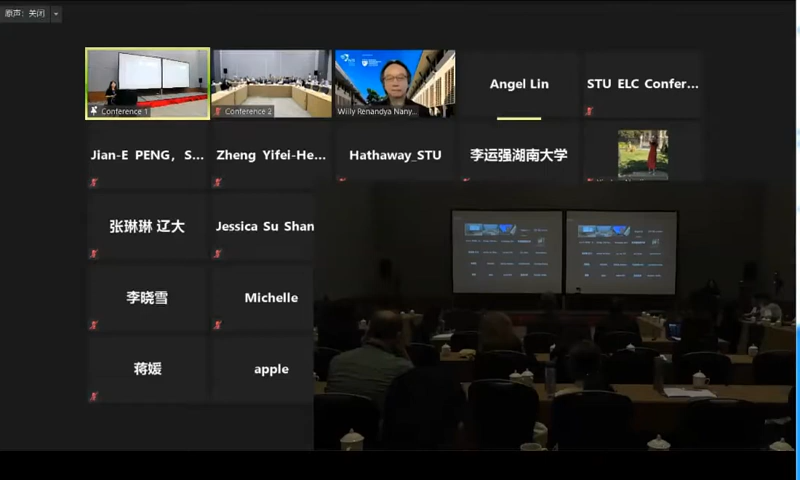 原声: 关闭
Conference 1
Conference 2
Willy Renandya Nany...
Angel Lin
STU ELC Confer...
Jian-E PENG, S...
Zheng Yifei-He...
Hathaway_STU
李运强湖南大学
张琳琳 辽大
Jessica Su Shan
李晓雪
Michelle
蒋媛
apple